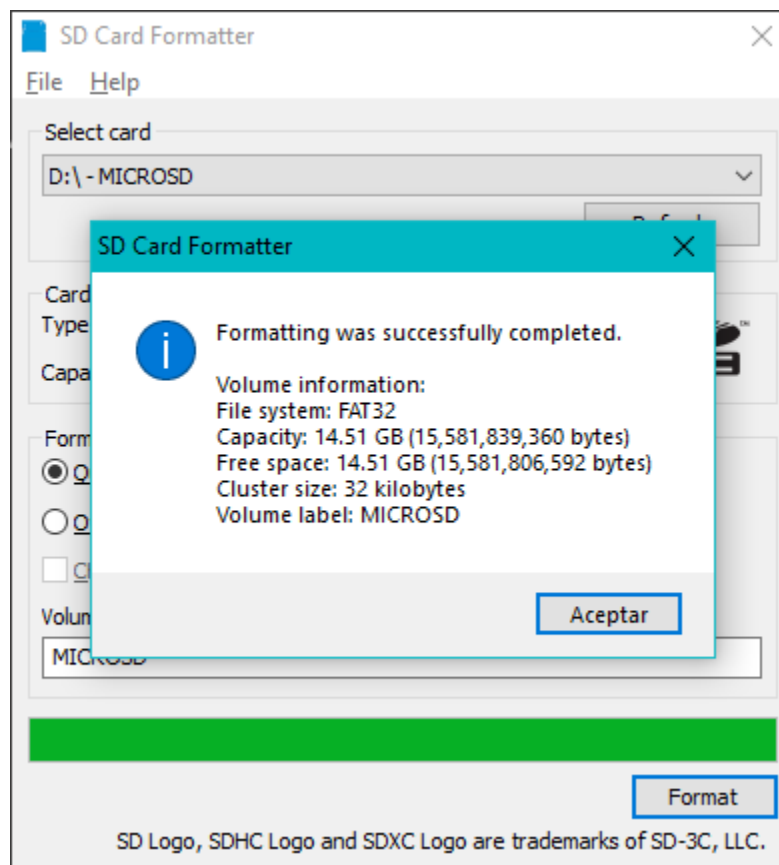 SD Card Formatter
File Help
Select card
D:\ - MICROSD
SD Card Formatter
Formatting was successfully completed.
Volume information:
File system: FAT32
Capacity: 14.51 GB (15,581,839,360 bytes)
Free space: 14.51 GB (15,581,806,592 bytes)
Cluster size: 32 kilobytes
Volume label: MICROSD
Aceptar
Card
Type
MICROSD
Format
SD Logo, SDHC Logo and SDXC Logo are trademarks of SD-3C, LLC.